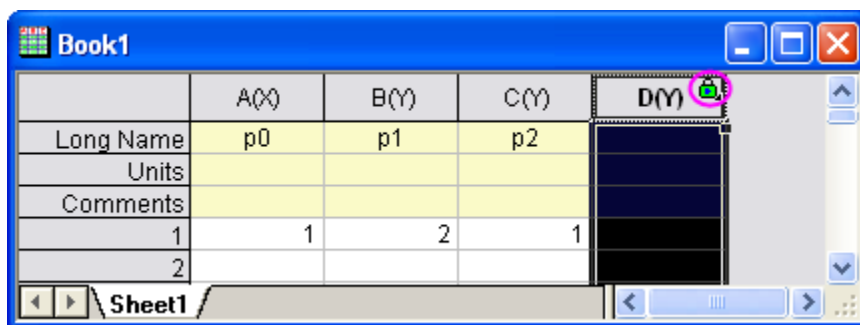 Book1
A(X) B(Y) C(Y) D(Y)
Long Name p0 p1 p2
Units
Comments
1 1 2 1
2
Sheet1